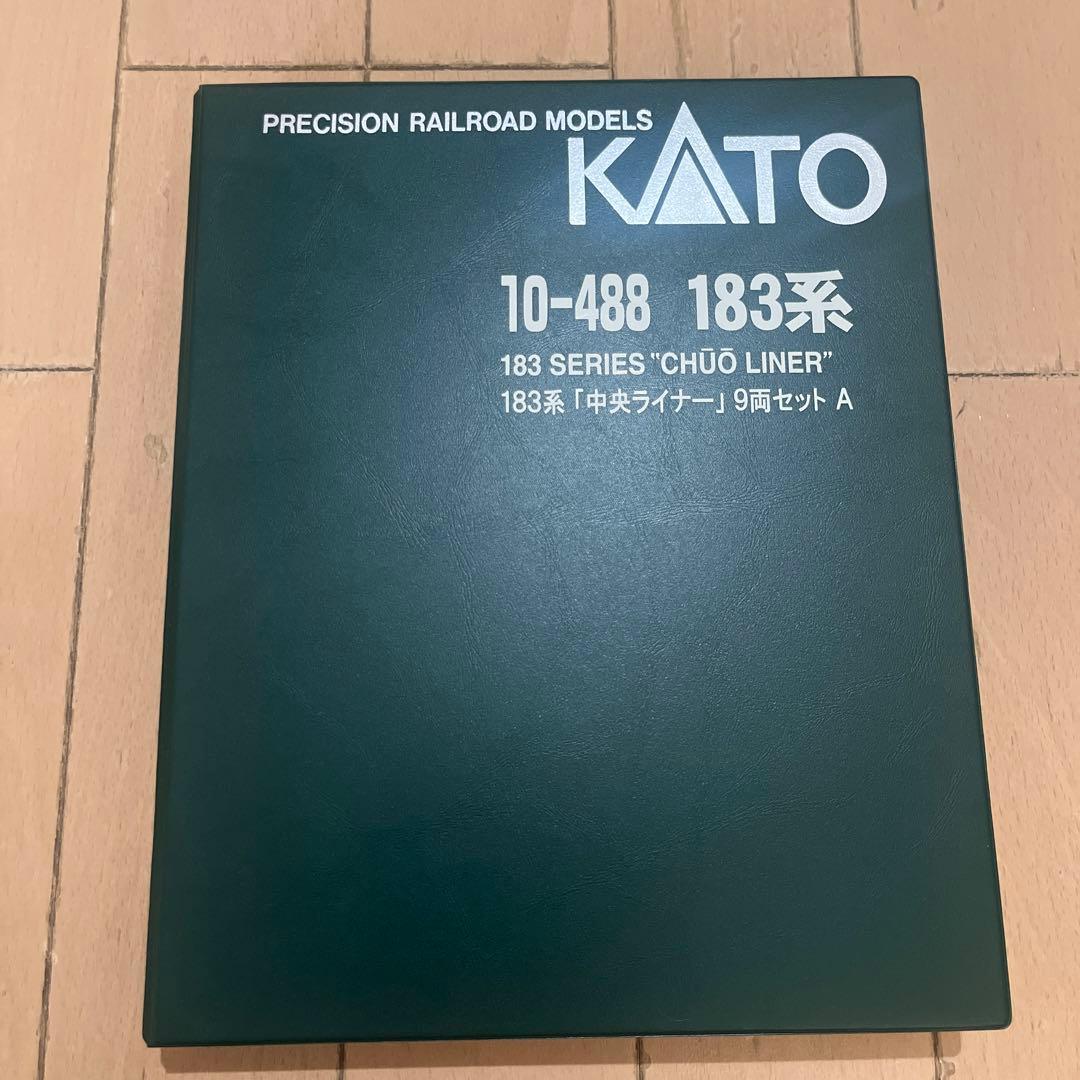 PRECISION RAILROAD MODELS
KATO
10-488 183系
183 SERIES "CHŪŌ LINER"
183系「中央ライナー」9両セット A